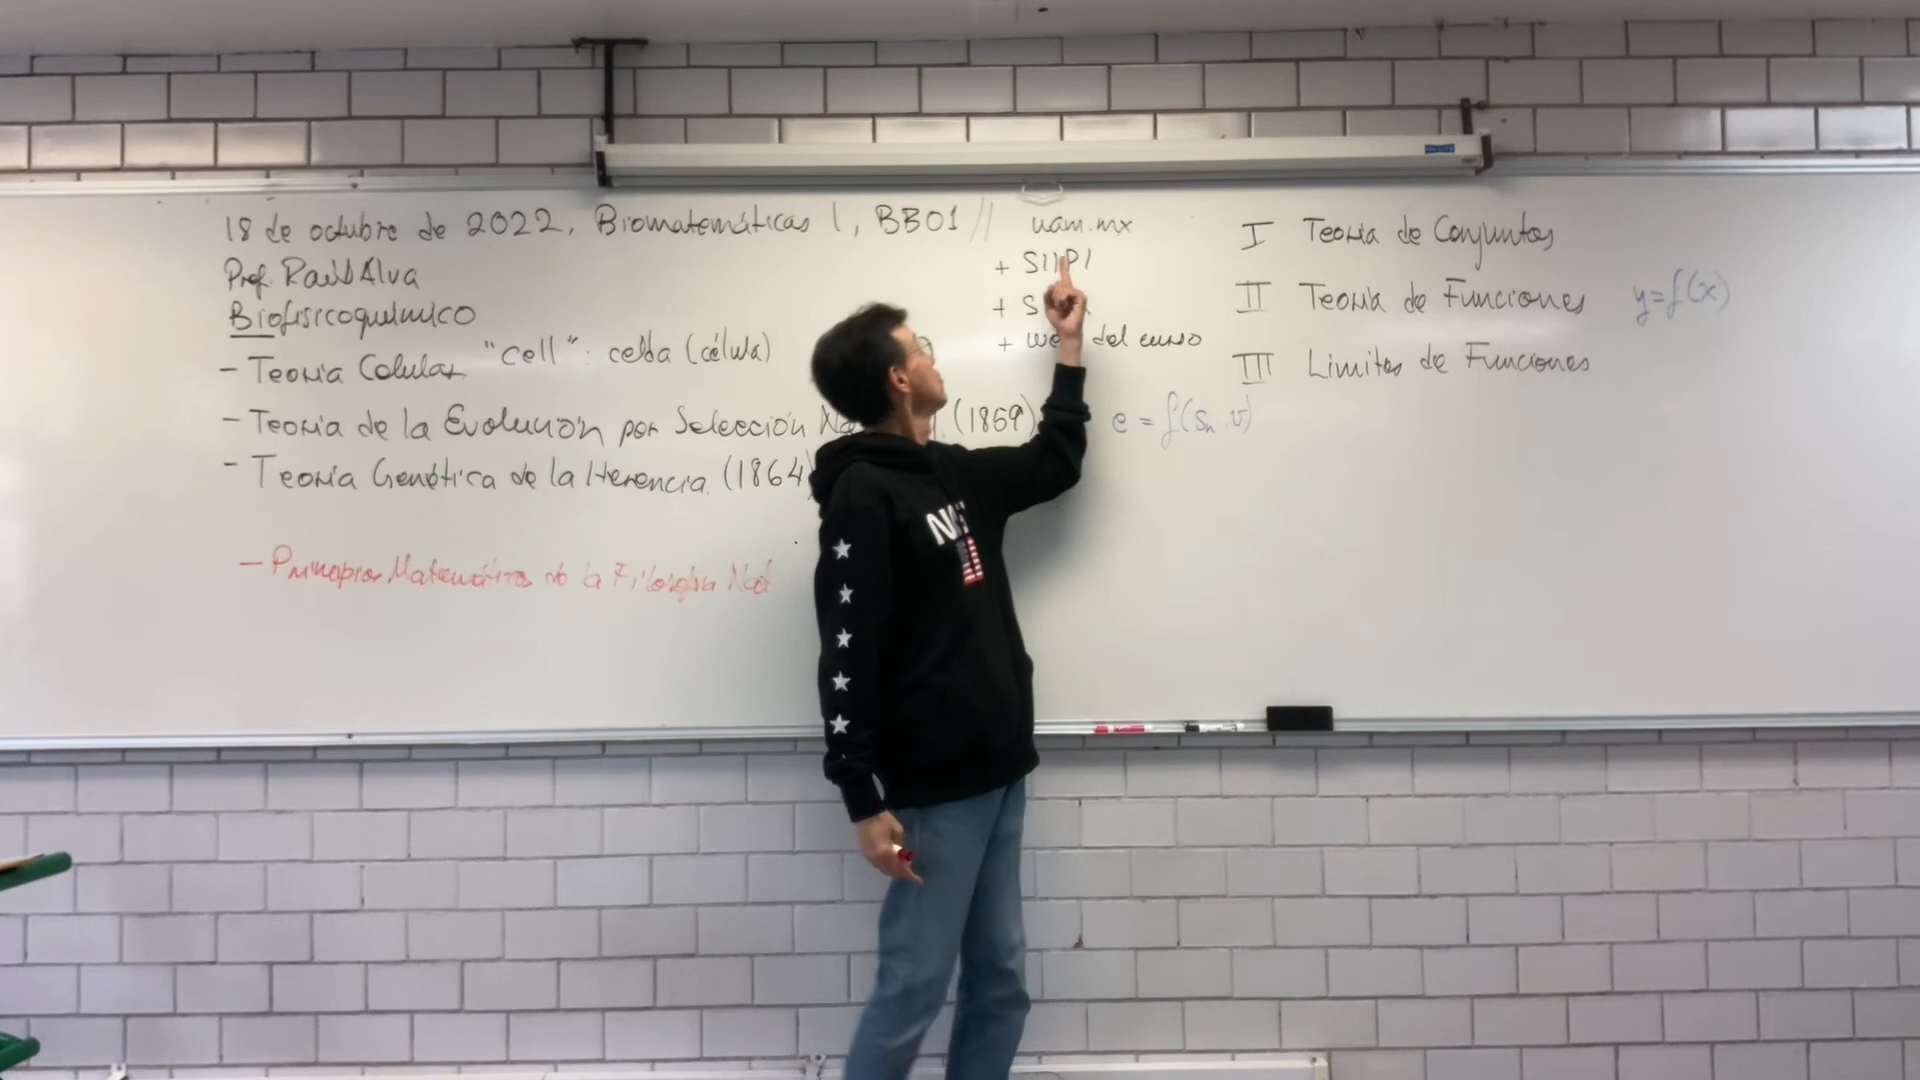 18 de octubre de 2022, Biomatemáticas I, BB01 //
Prof. Raúl Alva
Biofisicoquímico
- Teoría Celular "cell": celda (célula)
- Teoría de la Evolución por Selección (1859)
- Teoría Genética de la Herencia. (1864)
- Principios Matemáticos de la Filosofía Nat
uam.mx
+
+
+ del curso
e = f(sn, v)
I Teoría de Conjuntos
II Teoría de Funciones y=f(x)
III Limites de Funciones